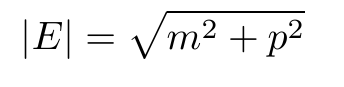 |E| = √(m² + p²)